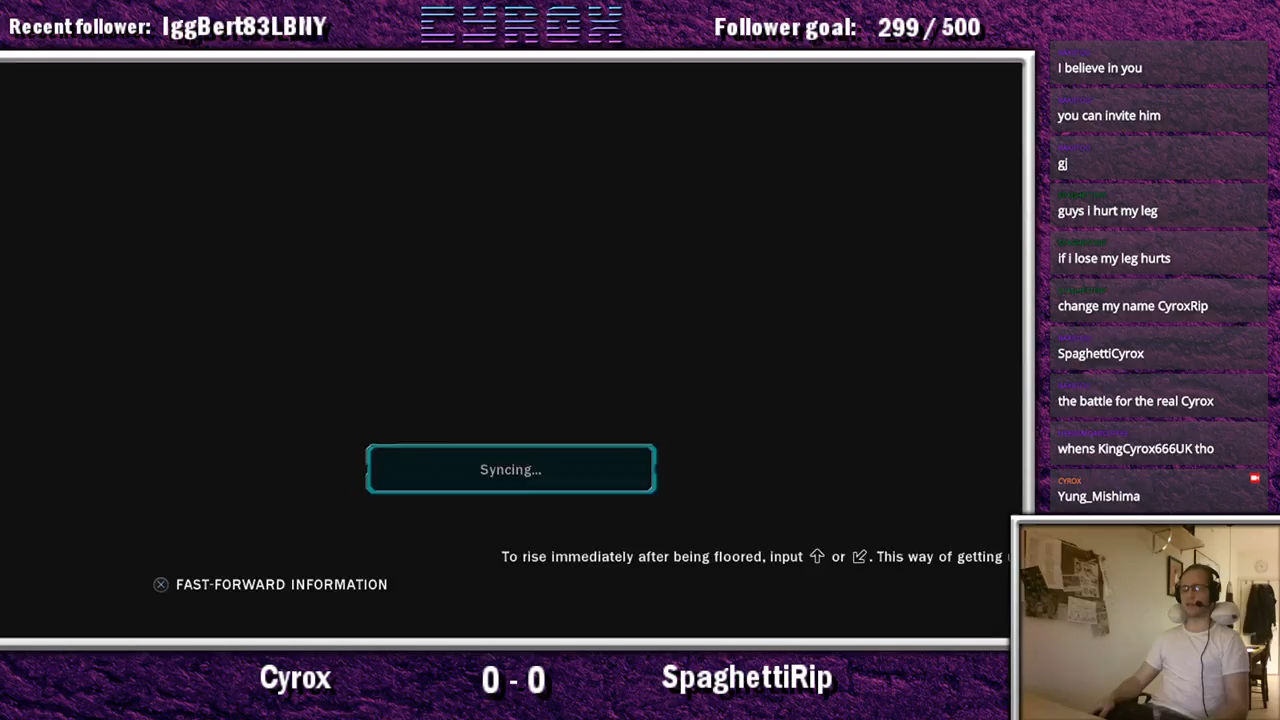 Recent follower: IggBert83LBNY
CYROX
Follower goal: 299 / 500
I believe in you
you can invite him
gj
guys i hurt my leg
if i lose my leg hurts
change my name CyroxRip
SpaghettiCyrox
the battle for the real Cyrox
whens KingCyrox666UK tho
CYROX
Yung_Mishima
Syncing...
To rise immediately after being floored, input ⇧ or ⬋. This way of getting
FAST-FORWARD INFORMATION
Cyrox 0 - 0 SpaghettiRip